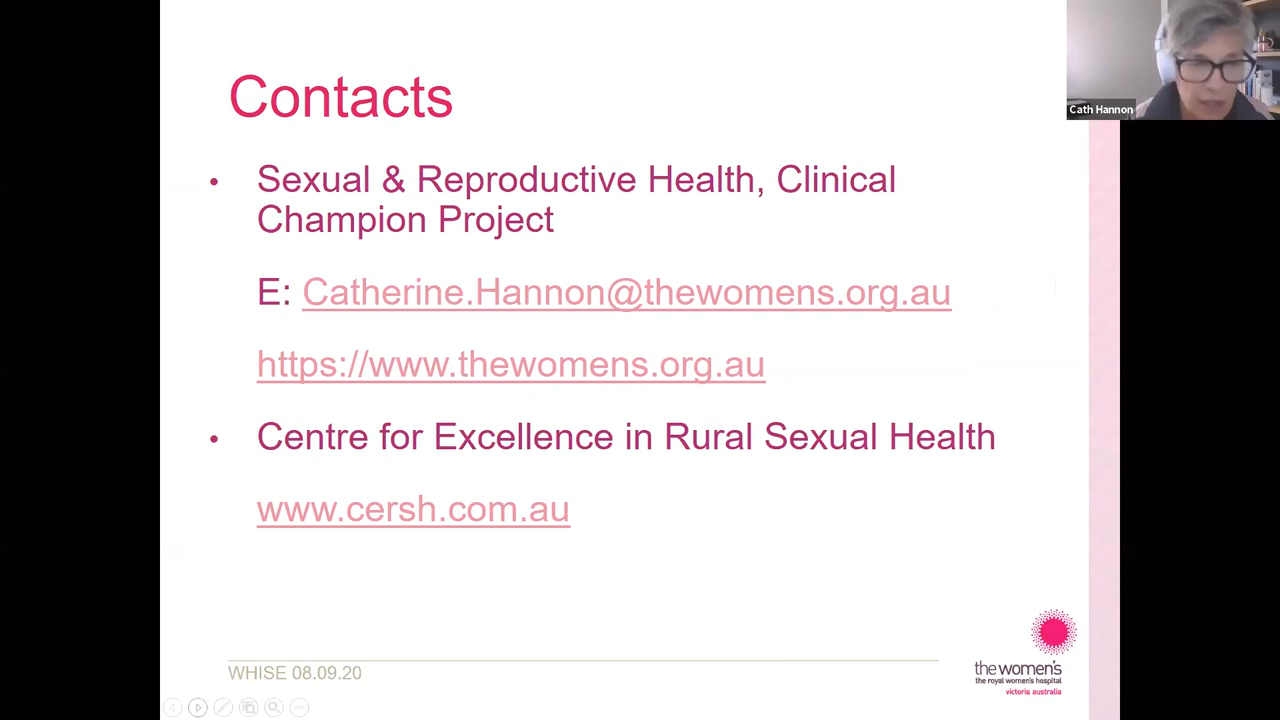 Contacts
Cath Hannon
• Sexual & Reproductive Health, Clinical
Champion Project
E: Catherine.Hannon@thewomens.org.au
https://www.thewomens.org.au
• Centre for Excellence in Rural Sexual Health
www.cersh.com.au
WHISE 08.09.20
the women's
the royal women's hospital
victoria australia